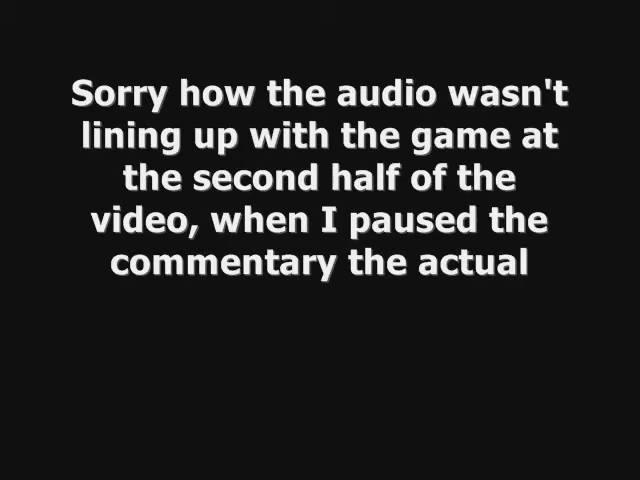 Sorry how the audio wasn't
lining up with the game at
the second half of the
video, when I paused the
commentary the actual